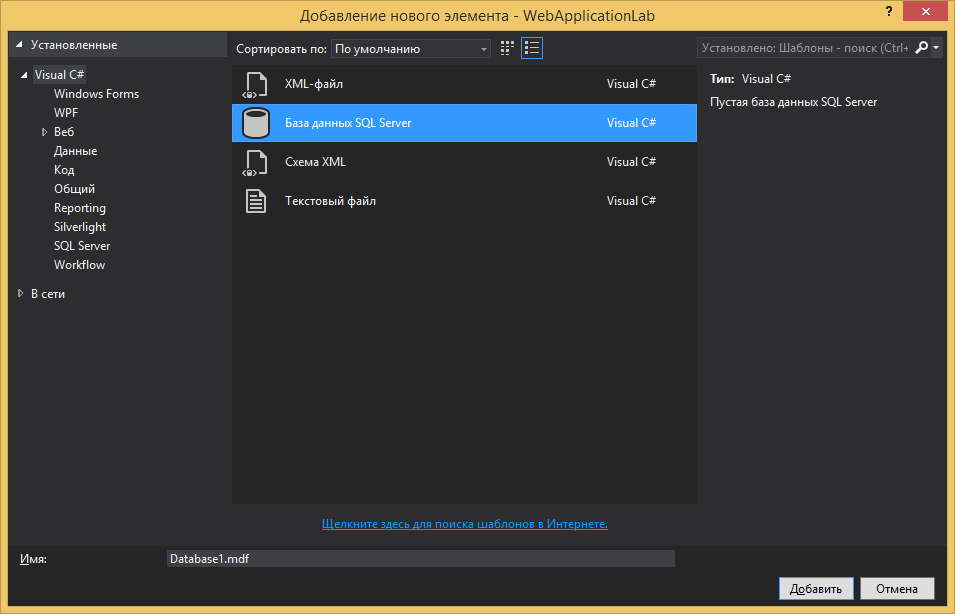 Добавление нового элемента - WebApplicationLab
?
Установленные
Visual C#
Windows Forms
WPF
Веб
Данные
Код
Общий
Reporting
Silverlight
SQL Server
Workflow
В сети
Сортировать по: По умолчанию
XML-файл Visual C#
База данных SQL Server Visual C#
Схема XML Visual C#
Текстовый файл Visual C#
Щелкните здесь для поиска шаблонов в Интернете.
Установлено: Шаблоны - поиск (Ctrl+
Тип: Visual C#
Пустая база данных SQL Server
Имя: Database1.mdf
Добавить Отмена